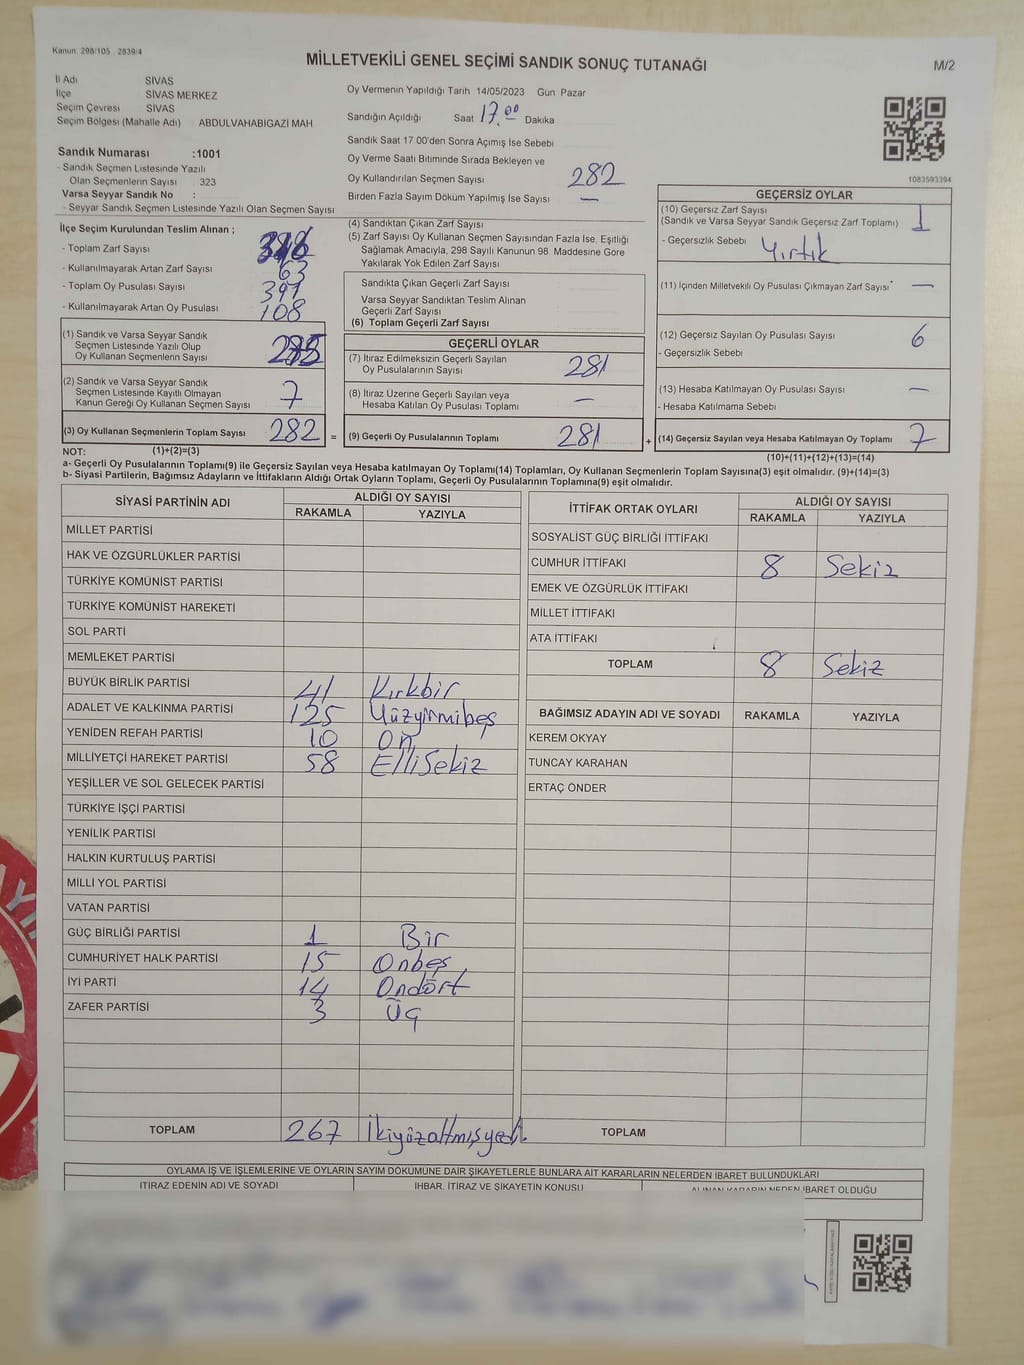 Kanun: 298/105 2839/4
MİLLETVEKİLİ GENEL SEÇİMİ SANDIK SONUÇ TUTANAĞI
M/2
İl Adı SİVAS
İlçe SİVAS MERKEZ
Seçim Çevresi SİVAS
Seçim Bölgesi (Mahalle Adı) ABDULVAHABIGAZI MAH
Sandık Numarası :1001
- Sandık Seçmen Listesinde Yazılı
Olan Seçmenlerin Sayısı 323
Varsa Seyyar Sandık No :
- Seyyar Sandık Seçmen Listesinde Yazılı Olan Seçmen Sayısı
Oy Vermenin Yapıldığı Tarih 14/05/2023 Gün Pazar
Sandığın Açıldığı Saat 17.00 Dakika
Sandık Saat 17 00'den Sonra Açımış İse Sebebi
Oy Verme Saati Bitiminde Sırada Bekleyen ve
Oy Kullandırılan Seçmen Sayısı 282
Birden Fazla Sayım Döküm Yapılmış İse Sayısı —
1083593394
İlçe Seçim Kurulundan Teslim Alınan ;
- Toplam Zarf Sayısı
- Kullanılmayarak Artan Zarf Sayısı 63
- Toplam Oy Pusulası Sayısı 391
- Kullanılmayarak Artan Oy Pusulası 108
(1) Sandık ve Varsa Seyyar Sandık
Seçmen Listesinde Yazılı Olup
Oy Kullanan Seçmenlerin Sayısı 275
(2) Sandık ve Varsa Seyyar Sandık
Seçmen Listesinde Kayıtlı Olmayan
Kanun Gereği Oy Kullanan Seçmen Sayısı 7
(3) Oy Kullanan Seçmenlerin Toplam Sayısı 282 =
(4) Sandıktan Çıkan Zarf Sayısı
(5) Zarf Sayısı Oy Kullanan Seçmen Sayısından Fazla İse, Eşitliği
Sağlamak Amacıyla, 298 Sayılı Kanunun 98 Maddesine Göre
Yakılarak Yok Edilen Zarf Sayısı
Sandıkta Çıkan Geçerli Zarf Sayısı
Varsa Seyyar Sandıktan Teslim Alınan
Geçerli Zarf Sayısı
(6) Toplam Geçerli Zarf Sayısı
GEÇERLİ OYLAR
(7) İtiraz Edilmeksizin Geçerli Sayılan
Oy Pusulalarının Sayısı 281
(8) İtiraz Üzerine Geçerli Sayılan veya
Hesaba Katılan Oy Pusulası Toplamı —
(9) Geçerli Oy Pusulalarının Toplamı 281 +
GEÇERSİZ OYLAR
(10) Geçersiz Zarf Sayısı
(Sandık ve Varsa Seyyar Sandık Geçersiz Zarf Toplamı) 1
- Geçersizlik Sebebi Yırtık
(11) İçinden Milletvekili Oy Pusulası Çıkmayan Zarf Sayısı —
(12) Geçersiz Sayılan Oy Pusulası Sayısı 6
- Geçersizlik Sebebi
(13) Hesaba Katılmayan Oy Pusulası Sayısı —
- Hesaba Katılmama Sebebi
(14) Geçersiz Sayılan veya Hesaba Katılmayan Oy Toplamı 7
NOT: (1)+(2)=(3) (10)+(11)+(12)+(13)=(14)
a- Geçerli Oy Pusulalarının Toplamı(9) ile Geçersiz Sayılan veya Hesaba katılmayan Oy Toplamı(14) Toplamları, Oy Kullanan Seçmenlerin Toplam Sayısına(3) eşit olmalıdır. (9)+(14)=(3)
b- Siyasi Partilerin, Bağımsız Adayların ve İttifakların Aldığı Ortak Oyların Toplamı, Geçerli Oy Pusulalarının Toplamına(9) eşit olmalıdır.
SİYASİ PARTİNİN ADI ALDIĞI OY SAYISI
RAKAMLA YAZIYLA
MİLLET PARTİSİ
HAK VE ÖZGÜRLÜKLER PARTİSİ
TÜRKİYE KOMÜNİST PARTİSİ
TÜRKİYE KOMÜNİST HAREKETİ
SOL PARTİ
MEMLEKET PARTİSİ
BÜYÜK BİRLİK PARTİSİ 41 Kırkbir
ADALET VE KALKINMA PARTİSİ 125 Yüzyirmibeş
YENİDEN REFAH PARTİSİ 10 On
MİLLİYETÇİ HAREKET PARTİSİ 58 ElliSekiz
YEŞİLLER VE SOL GELECEK PARTİSİ
TÜRKİYE İŞÇİ PARTİSİ
YENİLİK PARTİSİ
HALKIN KURTULUŞ PARTİSİ
MİLLİ YOL PARTİSİ
VATAN PARTİSİ
GÜÇ BİRLİĞİ PARTİSİ 1 Bir
CUMHURİYET HALK PARTİSİ 15 Onbeş
İYİ PARTİ 14 Ondört
ZAFER PARTİSİ 3 Üç
TOPLAM 267 İkiyüzaltmışyedi
İTTİFAK ORTAK OYLARI ALDIĞI OY SAYISI
RAKAMLA YAZIYLA
SOSYALİST GÜÇ BİRLİĞİ İTTİFAKI
CUMHUR İTTİFAKI 8 Sekiz
EMEK VE ÖZGÜRLÜK İTTİFAKI
MİLLET İTTİFAKI
ATA İTTİFAKI
TOPLAM 8 Sekiz
BAĞIMSIZ ADAYIN ADI VE SOYADI RAKAMLA YAZIYLA
KEREM OKYAY
TUNCAY KARAHAN
ERTAÇ ÖNDER
TOPLAM
OYLAMA İŞ VE İŞLEMLERİNE VE OYLARIN SAYIM DÖKÜMÜNE DAİR ŞİKAYETLERLE BUNLARA AİT KARARLARIN NELERDEN İBARET BULUNDUKLARI
İTİRAZ EDENİN ADI VE SOYADI İHBAR, İTİRAZ VE ŞİKAYETİN KONUSU ALINAN KARARIN NEDEN İBARET OLDUĞU